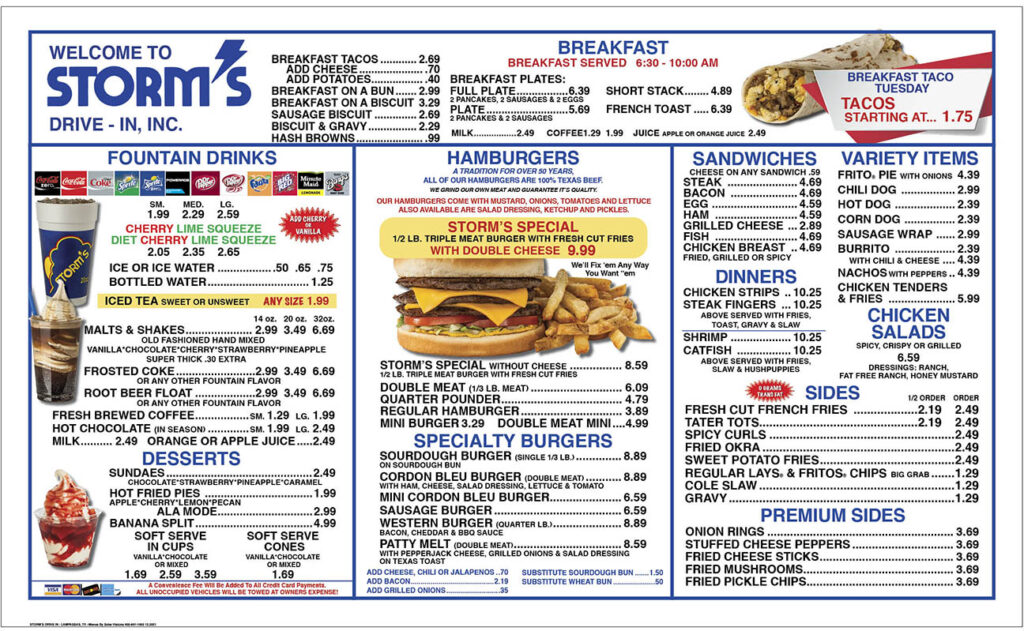 WELCOME TO
STORM'S
DRIVE - IN, INC.
BREAKFAST TACOS ............ 2.69
ADD CHEESE ..................... .70
ADD POTATOES ................. .40
BREAKFAST ON A BUN ....... 2.99
BREAKFAST ON A BISCUIT 3.29
SAUSAGE BISCUIT .............. 2.69
BISCUIT & GRAVY ............... 2.29
HASH BROWNS ................... .99
BREAKFAST
BREAKFAST SERVED 6:30 - 10:00 AM
BREAKFAST PLATES:
FULL PLATE .................. 6.39
2 PANCAKES, 2 SAUSAGES & 2 EGGS
PLATE .......................... 5.69
2 PANCAKES & 2 SAUSAGES
SHORT STACK ........ 4.89
FRENCH TOAST ..... 6.39
MILK .................. 2.49 COFFEE 1.29 1.99 JUICE APPLE OR ORANGE JUICE 2.49
BREAKFAST TACO
TUESDAY
TACOS
STARTING AT... 1.75
FOUNTAIN DRINKS
Coca-Cola
Coke
Sprite
Sprite
POWERADE
Dr Pepper
Fanta
BIG RED
Minute Maid
LEMONADE
Barq's
SM. MED. LG.
1.99 2.29 2.59
CHERRY LIME SQUEEZE
DIET CHERRY LIME SQUEEZE
2.05 2.35 2.65
ADD CHERRY
OR
VANILLA
STORM'S
ICE OR ICE WATER ................ .50 .65 .75
BOTTLED WATER ......................... 1.25
ICED TEA SWEET OR UNSWEET ANY SIZE 1.99
14 oz. 20 oz. 32oz.
MALTS & SHAKES .................... 2.99 3.49 6.69
OLD FASHIONED HAND MIXED
VANILLA*CHOCOLATE*CHERRY*STRAWBERRY*PINEAPPLE
SUPER THICK .30 EXTRA
FROSTED COKE ....................... 2.99 3.49 6.69
OR ANY OTHER FOUNTAIN FLAVOR
ROOT BEER FLOAT .................. 2.99 3.49 6.69
OR ANY OTHER FOUNTAIN FLAVOR
FRESH BREWED COFFEE ............. SM. 1.29 LG. 1.99
HOT CHOCOLATE (IN SEASON) ........... SM. 1.99 LG. 2.49
MILK .......... 2.49 ORANGE OR APPLE JUICE .... 2.49
DESSERTS
SUNDAES ......................................... 2.49
CHOCOLATE*STRAWBERRY*PINEAPPLE*CARAMEL
HOT FRIED PIES ................................ 1.99
APPLE*CHERRY*LEMON*PECAN
ALA MODE ............................ 2.99
BANANA SPLIT ................................. 4.99
SOFT SERVE
IN CUPS
VANILLA*CHOCOLATE
OR MIXED
1.69 2.59 3.59
SOFT SERVE
CONES
VANILLA*CHOCOLATE
OR MIXED
1.69
VISA
A Convenience Fee Will Be Added To All Credit Card Payments.
ALL UNOCCUPIED VEHICLES WILL BE TOWED AT OWNERS EXPENSE!
HAMBURGERS
A TRADITION FOR OVER 50 YEARS,
ALL OF OUR HAMBURGERS ARE 100% TEXAS BEEF.
WE GRIND OUR OWN MEAT AND GUARANTEE IT'S QUALITY.
OUR HAMBURGERS COME WITH MUSTARD, ONIONS, TOMATOES AND LETTUCE
ALSO AVAILABLE ARE SALAD DRESSING, KETCHUP AND PICKLES.
STORM'S SPECIAL
1/2 LB. TRIPLE MEAT BURGER WITH FRESH CUT FRIES
WITH DOUBLE CHEESE 9.99
We'll Fix 'em Any Way
You Want "em
STORM'S SPECIAL WITHOUT CHEESE ................ 8.59
1/2 LB. TRIPLE MEAT BURGER WITH FRESH CUT FRIES
DOUBLE MEAT (1/3 LB. MEAT) ......................... 6.09
QUARTER POUNDER .................................... 4.79
REGULAR HAMBURGER ................................. 3.89
MINI BURGER 3.29 DOUBLE MEAT MINI .... 4.99
SPECIALTY BURGERS
SOURDOUGH BURGER (SINGLE 1/3 LB.) ............. 8.89
ON SOURDOUGH BUN
CORDON BLEU BURGER (DOUBLE MEAT) ............ 8.89
WITH HAM, CHEESE, SALAD DRESSING, LETTUCE & TOMATO
MINI CORDON BLEU BURGER ..................... 6.59
SAUSAGE BURGER .................................... 6.59
WESTERN BURGER (QUARTER LB.) .................. 8.89
BACON, CHEDDAR & BBQ SAUCE
PATTY MELT (DOUBLE MEAT) .......................... 8.59
WITH PEPPERJACK CHEESE, GRILLED ONIONS & SALAD DRESSING
ON TEXAS TOAST
ADD CHEESE, CHILI OR JALAPENOS ..70
ADD BACON .............................. 2.19
ADD GRILLED ONIONS .................. .35
SUBSTITUTE SOURDOUGH BUN ...... 1.50
SUBSTITUTE WHEAT BUN .............. .50
SANDWICHES
CHEESE ON ANY SANDWICH .59
STEAK ..................... 4.69
BACON .................... 4.69
EGG ........................ 4.59
HAM ....................... 4.59
GRILLED CHEESE ... 2.89
FISH ....................... 4.69
CHICKEN BREAST .. 4.69
FRIED, GRILLED OR SPICY
DINNERS
CHICKEN STRIPS .. 10.25
STEAK FINGERS ... 10.25
ABOVE SERVED WITH FRIES,
TOAST, GRAVY & SLAW
SHRIMP ................ 10.25
CATFISH .............. 10.25
ABOVE SERVED WITH FRIES,
SLAW & HUSHPUPPIES
VARIETY ITEMS
FRITO® PIE WITH ONIONS 4.39
CHILI DOG .................. 2.99
HOT DOG .................... 2.39
CORN DOG ................. 2.39
SAUSAGE WRAP ....... 2.99
BURRITO .................... 2.39
WITH CHILI & CHEESE .... 4.39
NACHOS WITH PEPPERS .. 4.39
CHICKEN TENDERS
& FRIES ..................... 5.99
CHICKEN
SALADS
SPICY, CRISPY OR GRILLED
6.59
DRESSINGS: RANCH,
FAT FREE RANCH, HONEY MUSTARD
0 GRAMS
TRANS FAT
SIDES
1/2 ORDER ORDER
FRESH CUT FRENCH FRIES .................... 2.19 2.49
TATER TOTS ....................................... 2.19 2.49
SPICY CURLS ............................................ 2.49
FRIED OKRA ............................................. 2.49
SWEET POTATO FRIES ............................... 2.49
REGULAR LAYS® & FRITOS® CHIPS BIG GRAB ..... 1.29
COLE SLAW .............................................. 1.29
GRAVY ..................................................... 1.29
PREMIUM SIDES
ONION RINGS ............................................ 3.69
STUFFED CHEESE PEPPERS ........................ 3.69
FRIED CHEESE STICKS ............................... 3.69
FRIED MUSHROOMS ................................... 3.69
FRIED PICKLE CHIPS .................................. 3.69